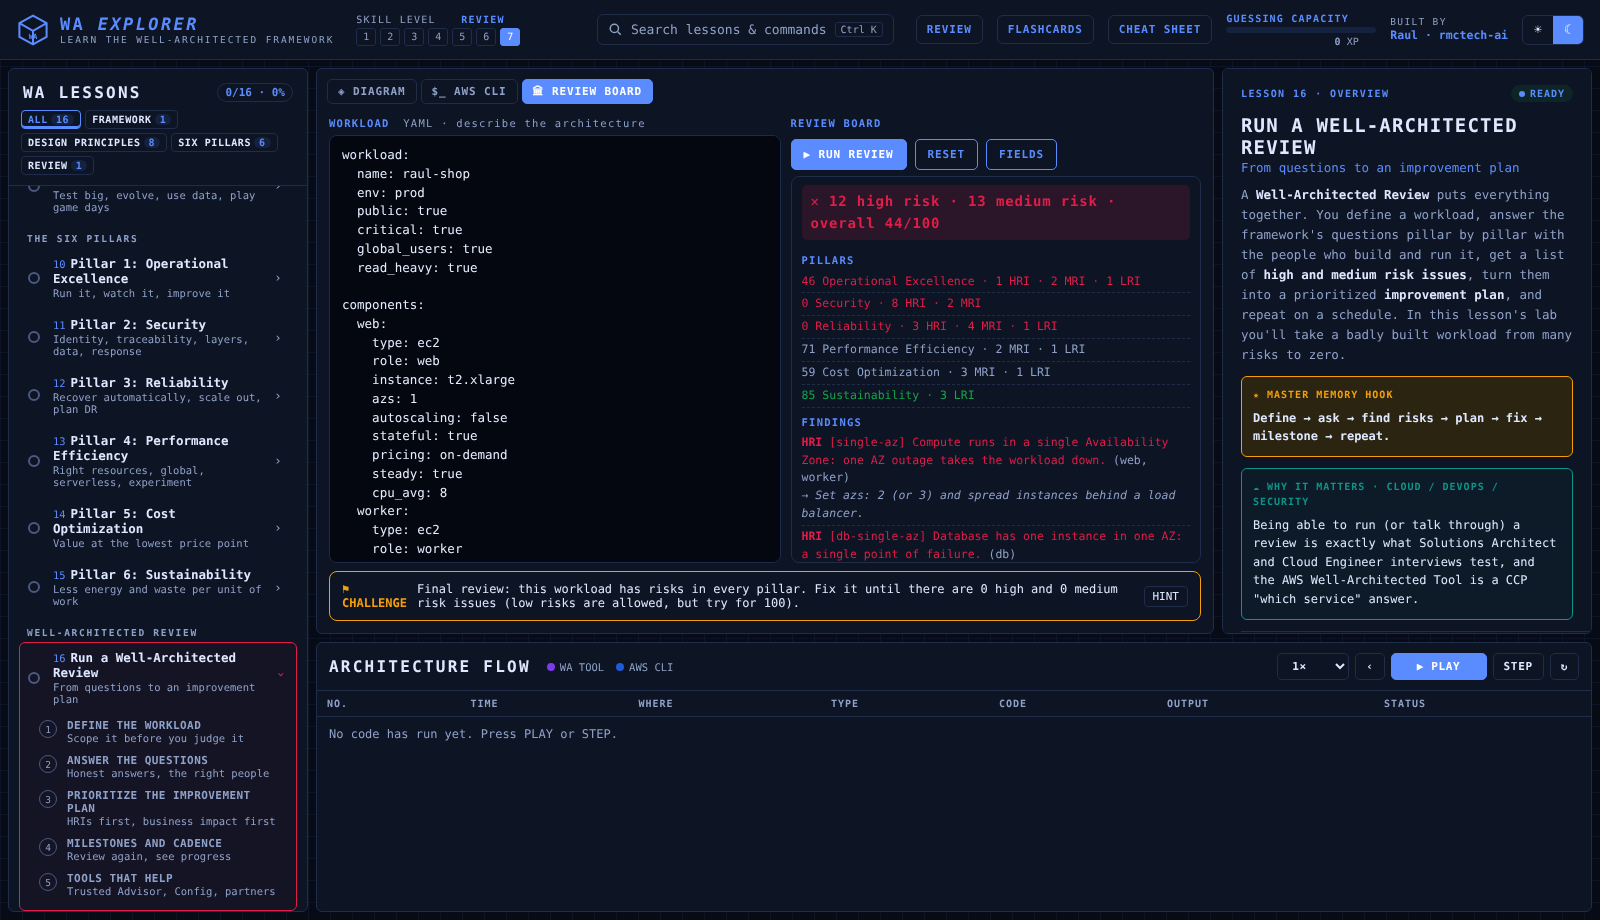 WA EXPLORER
LEARN THE WELL-ARCHITECTED FRAMEWORK
SKILL LEVEL REVIEW
1 2 3 4 5 6 7
Search lessons & commands Ctrl K
REVIEW
FLASHCARDS
CHEAT SHEET
GUESSING CAPACITY
0 XP
BUILT BY
Raul · rmctech-ai
WA LESSONS
0/16 · 0%
ALL 16
FRAMEWORK 1
DESIGN PRINCIPLES 8
SIX PILLARS 6
REVIEW 1
Test big, evolve, use data, play
game days
THE SIX PILLARS
10 Pillar 1: Operational
Excellence
Run it, watch it, improve it
11 Pillar 2: Security
Identity, traceability, layers,
data, response
12 Pillar 3: Reliability
Recover automatically, scale out,
plan DR
13 Pillar 4: Performance
Efficiency
Right resources, global,
serverless, experiment
14 Pillar 5: Cost
Optimization
Value at the lowest price point
15 Pillar 6: Sustainability
Less energy and waste per unit of
work
WELL-ARCHITECTED REVIEW
16 Run a Well-Architected
Review
From questions to an improvement
plan
1 DEFINE THE WORKLOAD
Scope it before you judge it
2 ANSWER THE QUESTIONS
Honest answers, the right people
3 PRIORITIZE THE IMPROVEMENT
PLAN
HRIs first, business impact first
4 MILESTONES AND CADENCE
Review again, see progress
5 TOOLS THAT HELP
Trusted Advisor, Config, partners
◈ DIAGRAM
$_ AWS CLI
🏛 REVIEW BOARD
WORKLOAD YAML · describe the architecture
workload:
name: raul-shop
env: prod
public: true
critical: true
global_users: true
read_heavy: true
components:
web:
type: ec2
role: web
instance: t2.xlarge
azs: 1
autoscaling: false
stateful: true
pricing: on-demand
steady: true
cpu_avg: 8
worker:
type: ec2
role: worker
REVIEW BOARD
▶ RUN REVIEW
RESET
FIELDS
✕ 12 high risk · 13 medium risk ·
overall 44/100
PILLARS
46 Operational Excellence · 1 HRI · 2 MRI · 1 LRI
0 Security · 8 HRI · 2 MRI
0 Reliability · 3 HRI · 4 MRI · 1 LRI
71 Performance Efficiency · 2 MRI · 1 LRI
59 Cost Optimization · 3 MRI · 1 LRI
85 Sustainability · 3 LRI
FINDINGS
HRI [single-az] Compute runs in a single Availability
Zone: one AZ outage takes the workload down. (web,
worker)
→ Set azs: 2 (or 3) and spread instances behind a load
balancer.
HRI [db-single-az] Database has one instance in one AZ:
a single point of failure. (db)
⚑
CHALLENGE
Final review: this workload has risks in every pillar. Fix it until there are 0 high and 0 medium
risk issues (low risks are allowed, but try for 100).
HINT
LESSON 16 · OVERVIEW
● READY
RUN A WELL-ARCHITECTED
REVIEW
From questions to an improvement plan
A Well-Architected Review puts everything
together. You define a workload, answer the
framework's questions pillar by pillar with
the people who build and run it, get a list
of high and medium risk issues, turn them
into a prioritized improvement plan, and
repeat on a schedule. In this lesson's lab
you'll take a badly built workload from many
risks to zero.
★ MASTER MEMORY HOOK
Define → ask → find risks → plan → fix →
milestone → repeat.
☁ WHY IT MATTERS · CLOUD / DEVOPS /
SECURITY
Being able to run (or talk through) a
review is exactly what Solutions Architect
and Cloud Engineer interviews test, and
the AWS Well-Architected Tool is a CCP
"which service" answer.
ARCHITECTURE FLOW
WA TOOL
AWS CLI
1×
‹
▶ PLAY
STEP
↻
NO. TIME WHERE TYPE CODE OUTPUT STATUS
No code has run yet. Press PLAY or STEP.